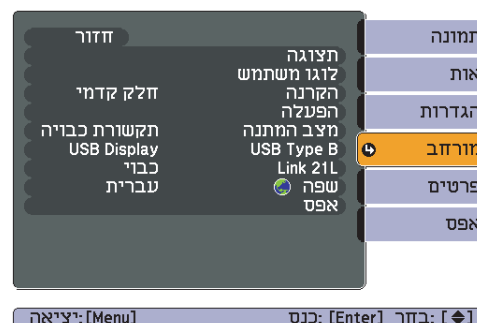 חזור
תצוגה
לוגו משתמש
הקרנה חלק קדמי
הפעלה
מצב המתנה תקשורת כבויה
USB Type B USB Display
Link 21L כבוי
שפה עברית
אפס
תמונה
אות
הגדרות
מורחב
פרטים
אפס
[Menu]:יציאה [Enter] :בחר :כנס [ ]